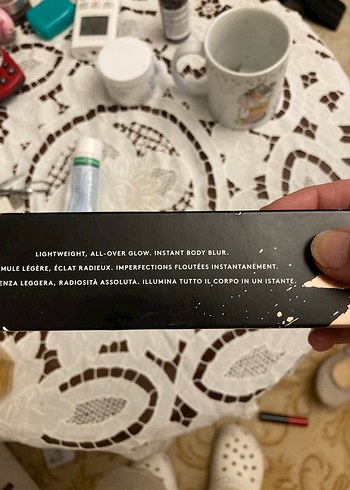 LIGHTWEIGHT, ALL-OVER GLOW. INSTANT BODY BLUR.
MULE LÉGÈRE, ÉCLAT RADIEUX. IMPERFECTIONS FLOUTÉES INSTANTANÉMENT.
ENZA LEGGERA, RADIOSITÀ ASSOLUTA. ILLUMINA TUTTO IL CORPO IN UN ISTANTE.